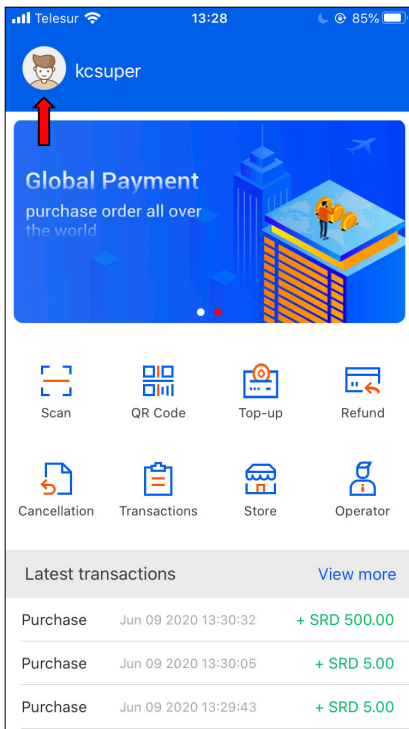 Telesur 13:28 85%
kcsuper
Global Payment
purchase order all over
the world
Scan QR Code Top-up Refund
Cancellation Transactions Store Operator
Latest transactions View more
Purchase Jun 09 2020 13:30:32 + SRD 500.00
Purchase Jun 09 2020 13:30:05 + SRD 5.00
Purchase Jun 09 2020 13:29:43 + SRD 5.00